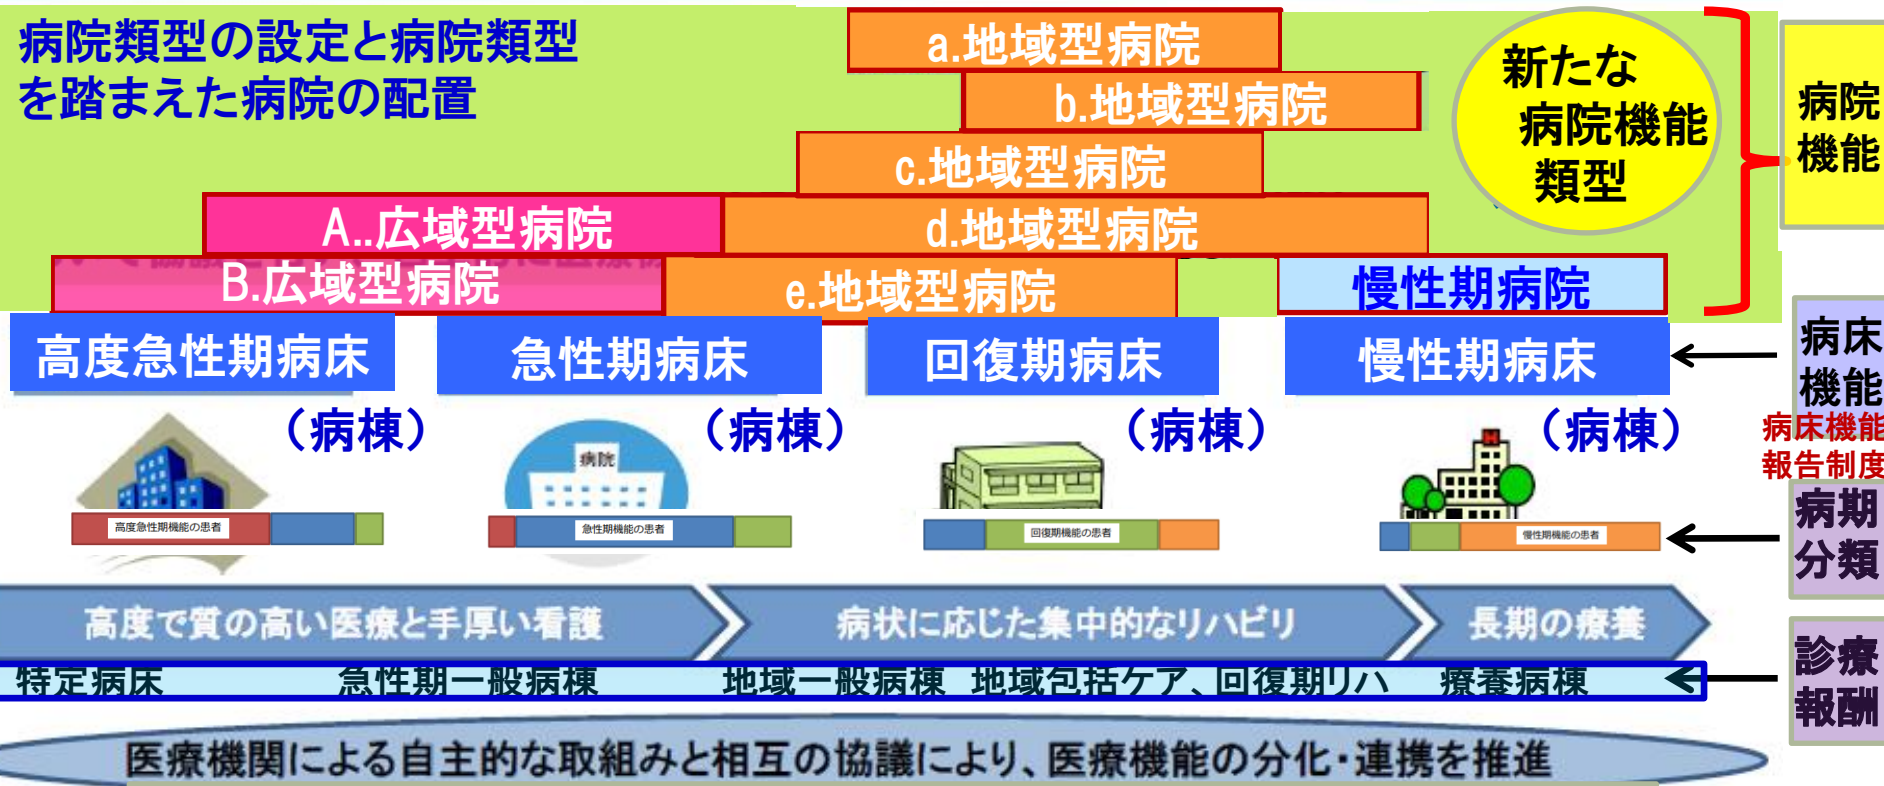 病院類型の設定と病院類型
を踏まえた病院の配置
a.地域型病院
b.地域型病院
c.地域型病院
A..広域型病院
d.地域型病院
B.広域型病院
e.地域型病院
慢性期病院
新たな
病院機能
類型
病院
機能
高度急性期病床
急性期病床
回復期病床
慢性期病床
病床
機能
(病棟)
(病棟)
(病棟)
(病棟)
病床機能
報告制度
病院
H
高度急性期機能の患者
急性期機能の患者
回復期機能の患者
慢性期機能の患者
病期
分類
高度で質の高い医療と手厚い看護
病状に応じた集中的なリハビリ
長期の療養
特定病床
急性期一般病棟
地域一般病棟
地域包括ケア、回復期リハ
療養病棟
診療
報酬
医療機関による自主的な取組みと相互の協議により、医療機能の分化・連携を推進